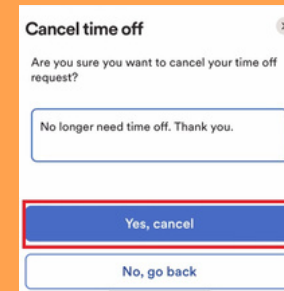 Cancel time off
Are you sure you want to cancel your time off
request?
No longer need time off. Thank you.
Yes, cancel
No, go back